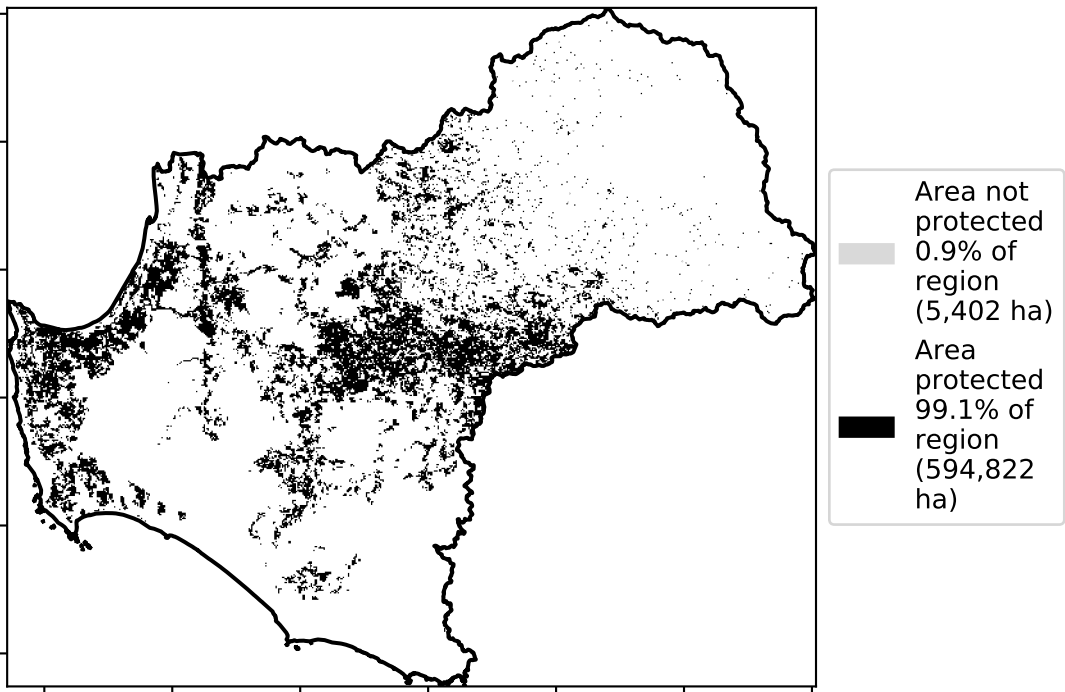 Area not
protected
0.9% of
region
(5,402 ha)
Area
protected
99.1% of
region
(594,822
ha)